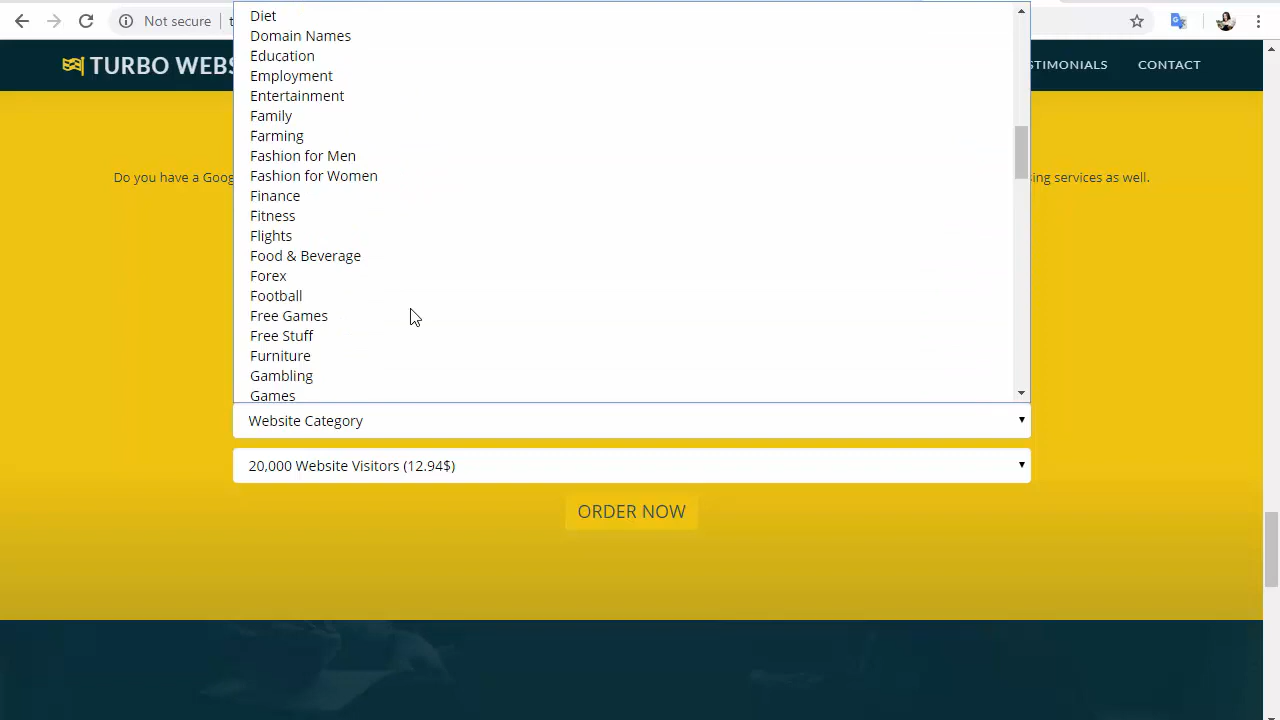 Not secure
t
TURBO WEBS
STIMONIALS
CONTACT
Do you have a Goog
ing services as well.
Diet
Domain Names
Education
Employment
Entertainment
Family
Farming
Fashion for Men
Fashion for Women
Finance
Fitness
Flights
Food & Beverage
Forex
Football
Free Games
Free Stuff
Furniture
Gambling
Games
Website Category
20,000 Website Visitors (12.94$)
ORDER NOW